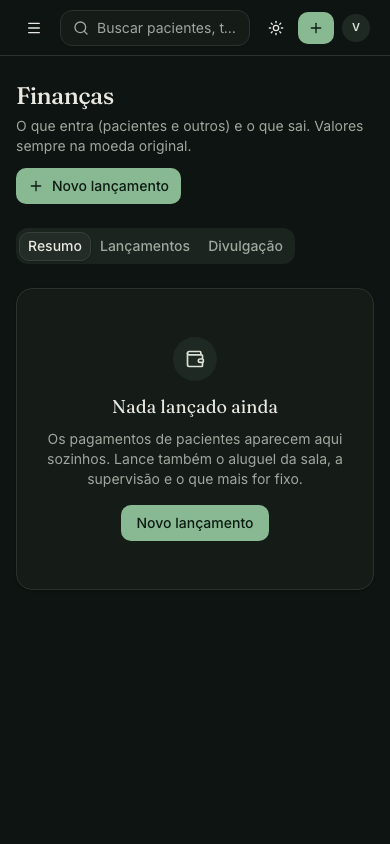 Buscar pacientes, t...
V
Finanças
O que entra (pacientes e outros) e o que sai. Valores
sempre na moeda original.
Novo lançamento
Resumo Lançamentos Divulgação
Nada lançado ainda
Os pagamentos de pacientes aparecem aqui
sozinhos. Lance também o aluguel da sala, a
supervisão e o que mais for fixo.
Novo lançamento